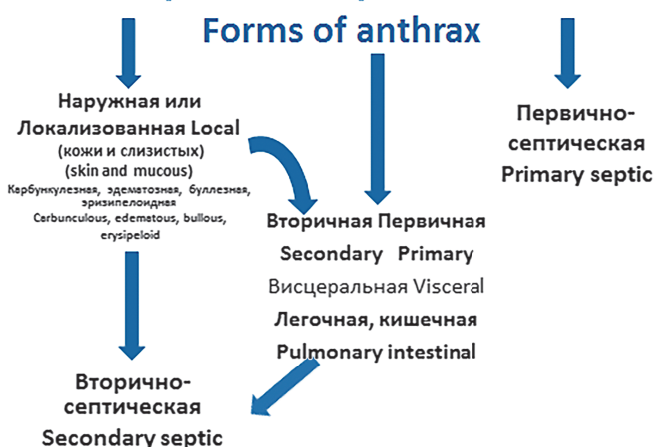 Forms of anthrax
Наружная или
Локализованная Local
(кожи и слизистых)
(skin and mucous)
Карбункулезная, эдематозная, буллезная,
эризипелоидная
Carbunculous, edematous, bullous,
erysipeloid
Вторичная Первичная
Secondary Primary
Висцеральная Visceral
Легочная, кишечная
Pulmonary intestinal
Первично-
септическая
Primary septic
Вторично-
септическая
Secondary septic